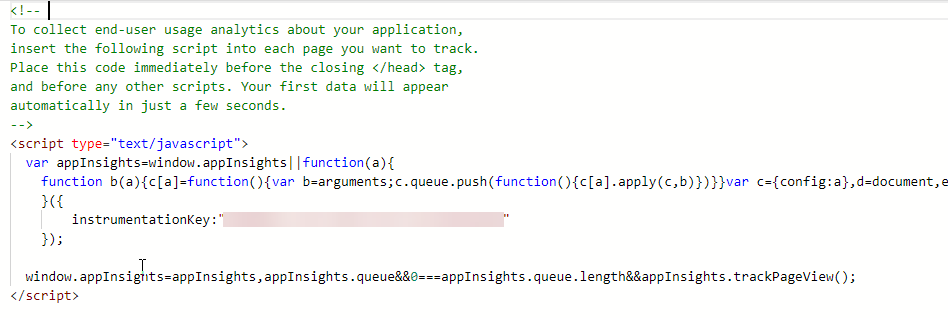 <!--
To collect end-user usage analytics about your application,
insert the following script into each page you want to track.
Place this code immediately before the closing </head> tag,
and before any other scripts. Your first data will appear
automatically in just a few seconds.
-->
<script type="text/javascript">
var appInsights=window.appInsights||function(a){
function b(a){c[a]=function(){var b=arguments;c.queue.push(function(){c[a].apply(c,b)})}}var c={config:a},d=document,e
}({
instrumentationKey:" "
});
window.appInsights=appInsights,appInsights.queue&&0===appInsights.queue.length&&appInsights.trackPageView();
</script>